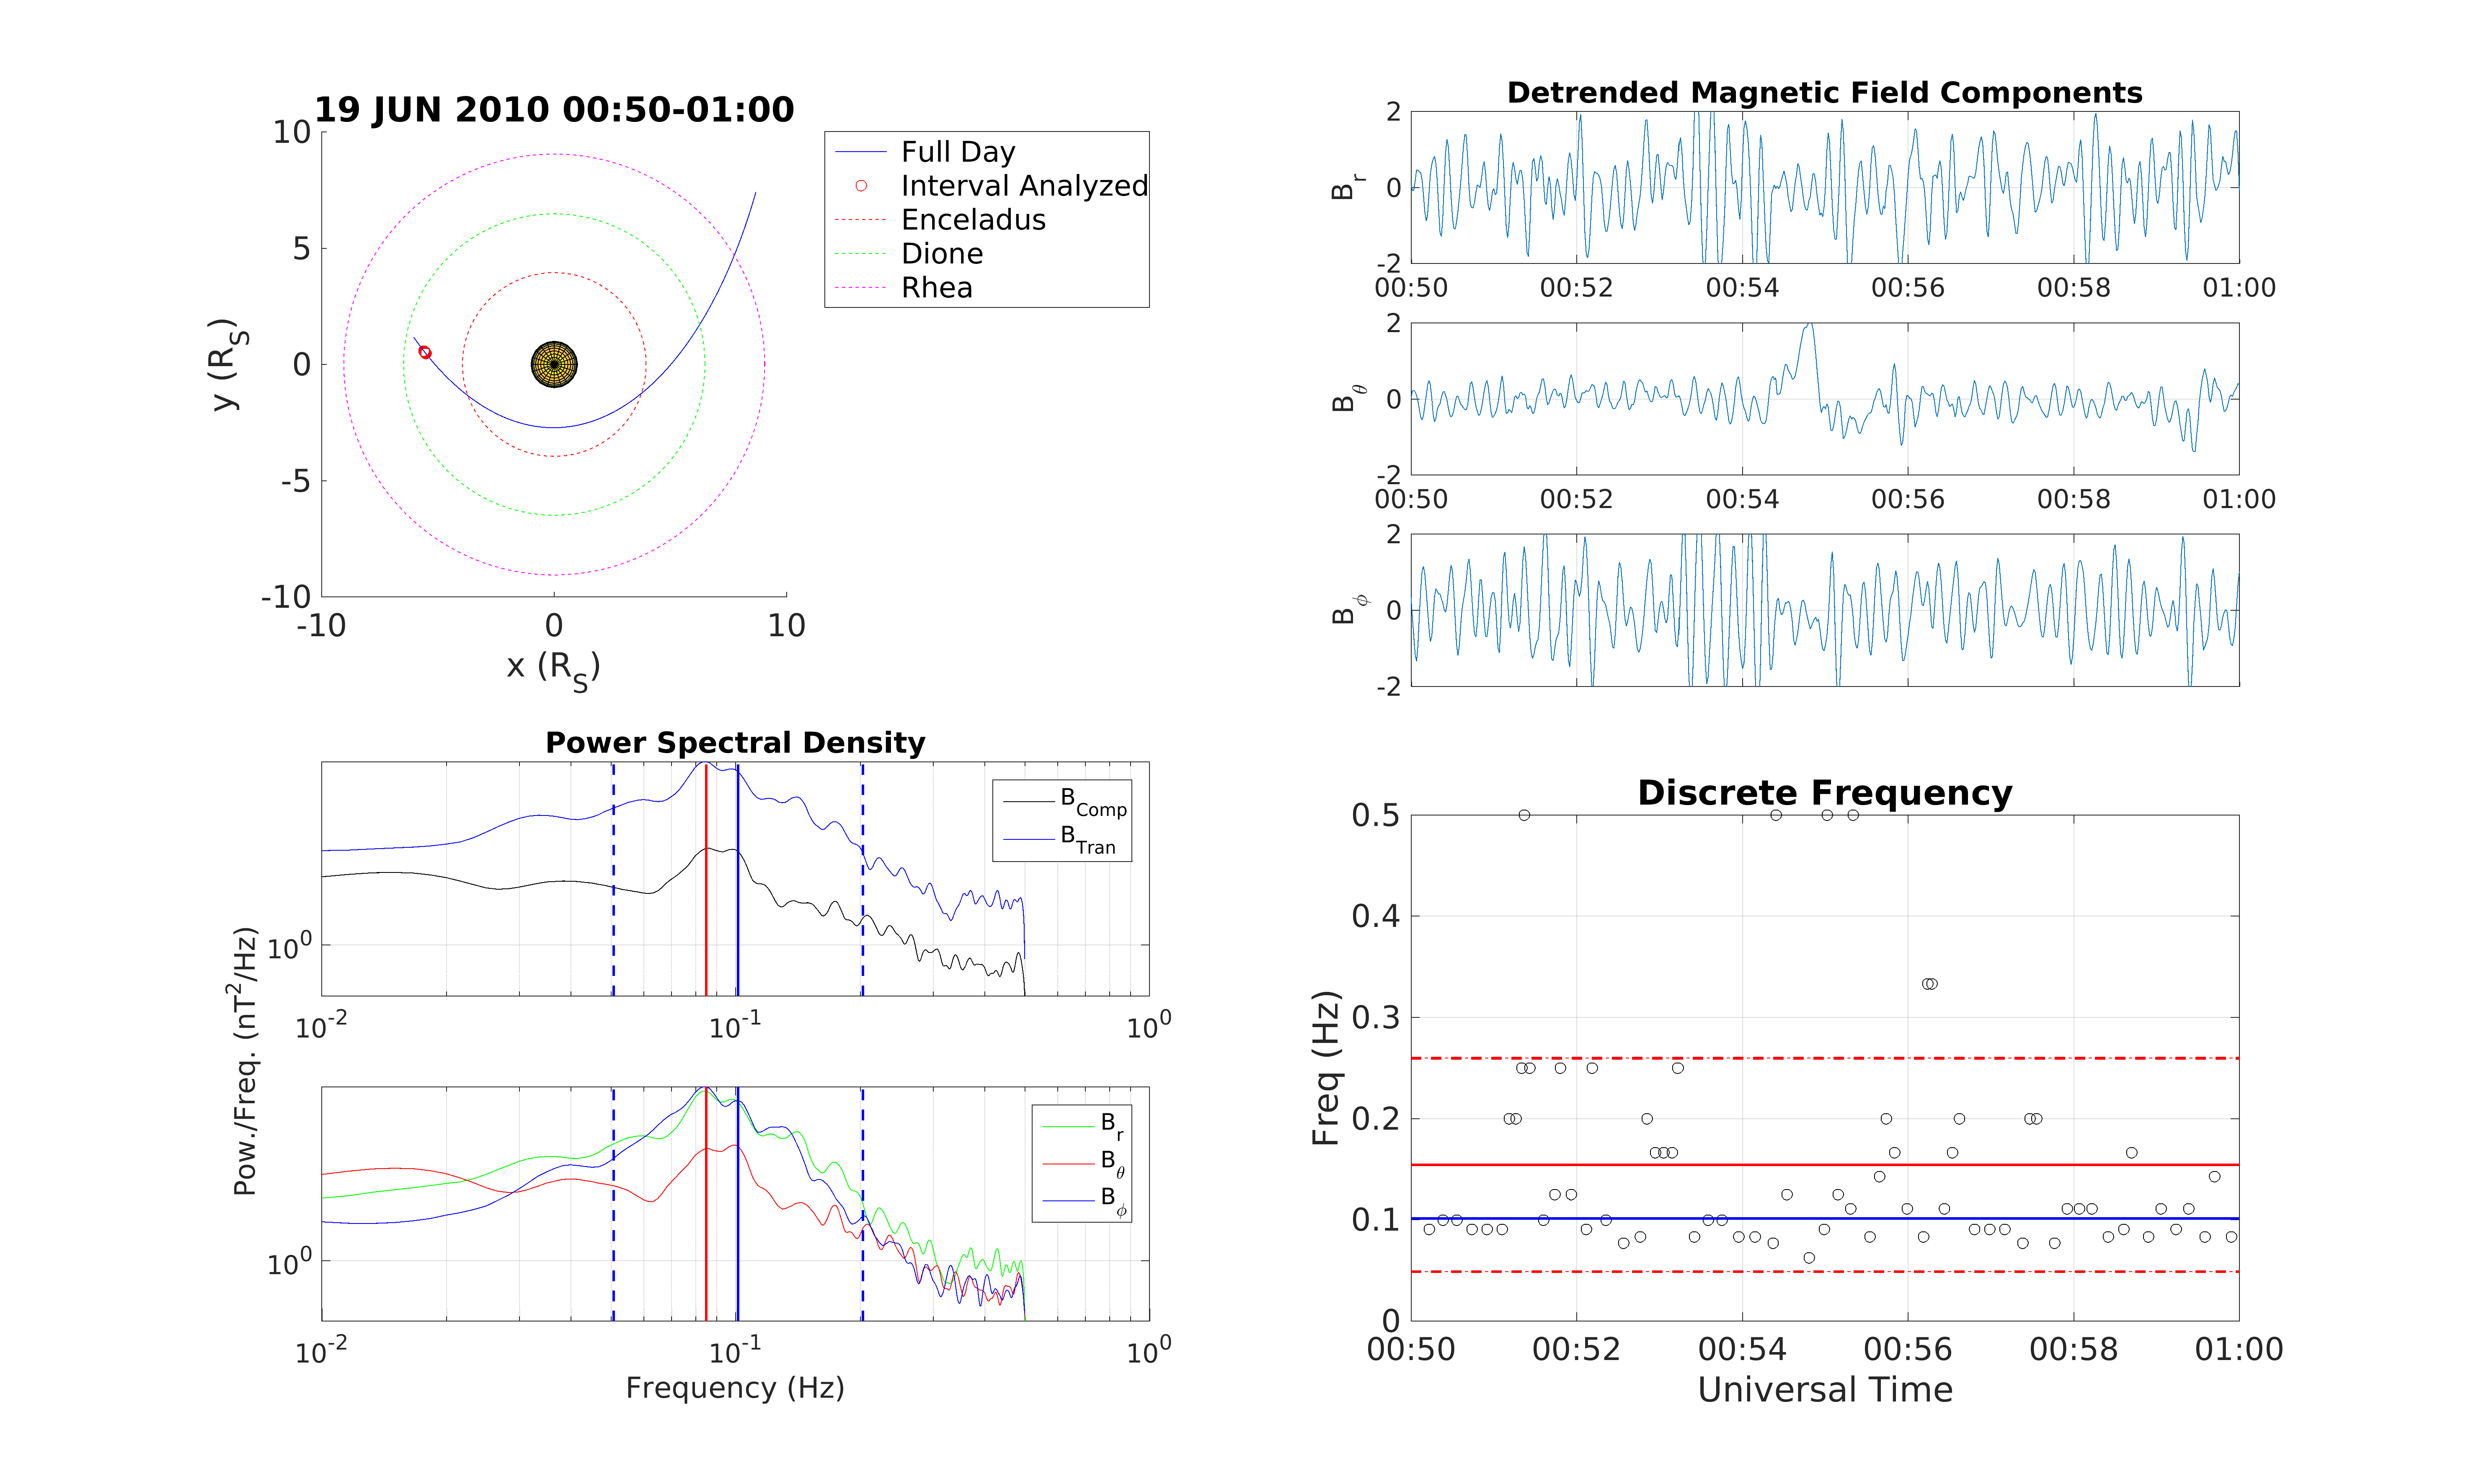 19 JUN 2010 00:50-01:00
10
5
0
-5
-10
y (R_S)
-10 0 10
x (R_S)
Full Day
Interval Analyzed
Enceladus
Dione
Rhea
Detrended Magnetic Field Components
2
0
-2
B_r
00:50 00:52 00:54 00:56 00:58 01:00
2
0
-2
B_θ
00:50 00:52 00:54 00:56 00:58 01:00
2
0
-2
B_ϕ
Power Spectral Density
B_Comp
B_Tran
10^0
10^-2 10^-1 10^0
Pow./Freq. (nT^2/Hz)
B_r
B_θ
B_ϕ
10^0
10^-2 10^-1 10^0
Frequency (Hz)
Discrete Frequency
0.5
0.4
0.3
0.2
0.1
0
Freq (Hz)
00:50 00:52 00:54 00:56 00:58 01:00
Universal Time